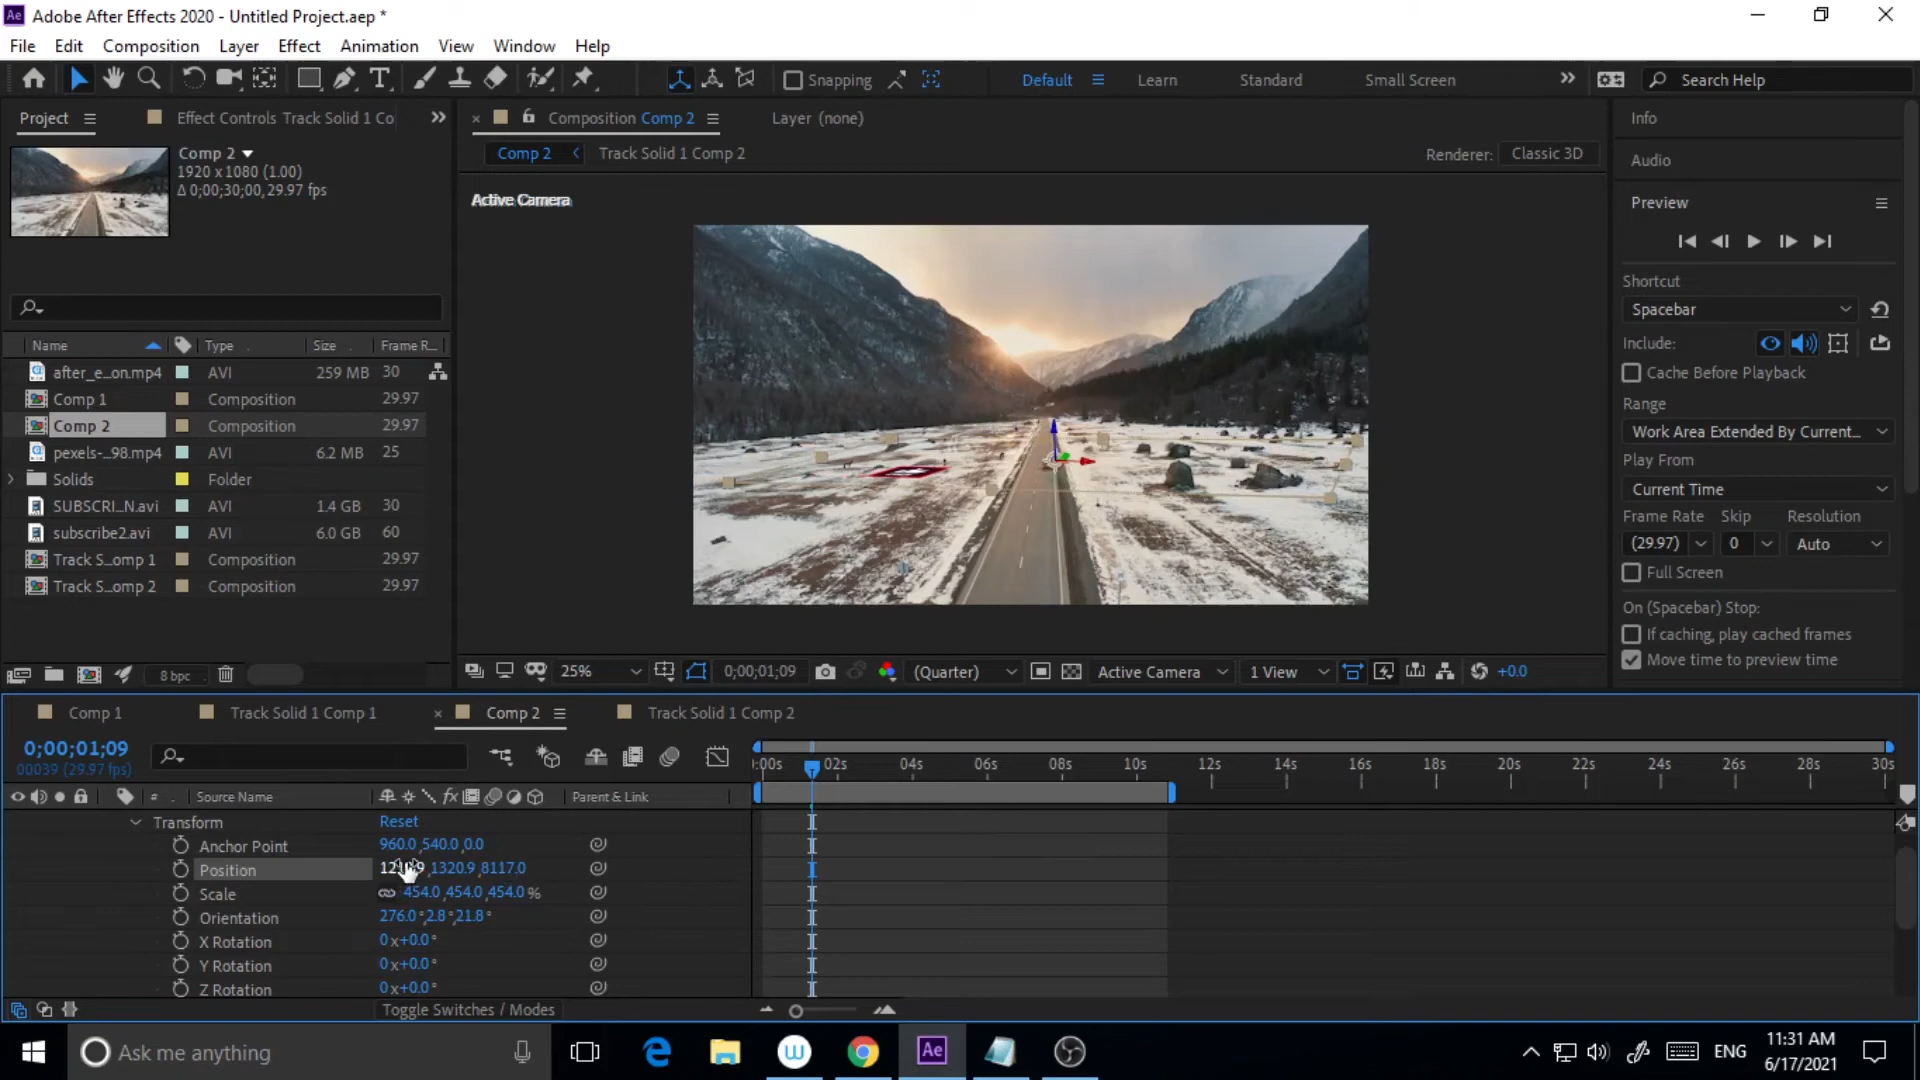 Ae Adobe After Effects 2020 - Untitled Project.aep *
File Edit Composition Layer Effect Animation View Window Help
Snapping Default Learn Standard Small Screen Search Help
Project Effect Controls Track Solid 1 Co
Comp 2
1920 x 1080 (1.00)
Δ 0;00;30;00, 29.97 fps
Name Type Size Frame R...
after_e...on.mp4 AVI 259 MB 30
Comp 1 Composition 29.97
Comp 2 Composition 29.97
pexels-...98.mp4 AVI 6.2 MB 25
Solids Folder
SUBSCRI...N.avi AVI 1.4 GB 30
subscribe2.avi AVI 6.0 GB 60
Track S...omp 1 Composition 29.97
Track S...omp 2 Composition 29.97
8 bpc
Composition Comp 2 Layer (none)
Comp 2 Track Solid 1 Comp 2
Renderer: Classic 3D
Active Camera
25% 0;00;01;09 (Quarter) Active Camera 1 View +0.0
Info
Audio
Preview
Shortcut
Spacebar
Include:
Cache Before Playback
Range
Work Area Extended By Current...
Play From
Current Time
Frame Rate Skip Resolution
(29.97) 0 Auto
Full Screen
On (Spacebar) Stop:
If caching, play cached frames
Move time to preview time
Comp 1 Track Solid 1 Comp 1 Comp 2 Track Solid 1 Comp 2
0;00;01;09
00039 (29.97 fps)
:00s 02s 04s 06s 08s 10s 12s 14s 16s 18s 20s 22s 24s 26s 28s 30s
# Source Name fx Parent & Link
Transform Reset
Anchor Point 960.0,540.0,0.0
Position ,1320.9,8117.0
Scale 454.0,454.0,454.0%
Orientation 276.0°,2.8°,21.8°
X Rotation 0x+0.0°
Y Rotation 0x+0.0°
Z Rotation 0x+0.0°
Toggle Switches / Modes
Ask me anything
W Ae
ENG
11:31 AM
6/17/2021